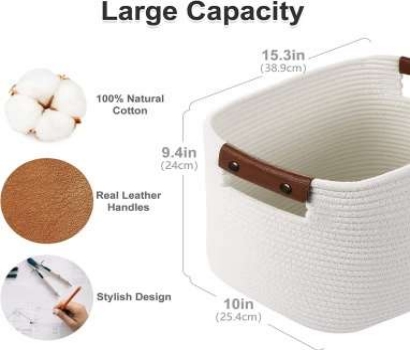 Large Capacity
15.3in
(38.9cm)
100% Natural
Cotton
9.4in
(24cm)
Real Leather
Handles
Stylish Design
10in
(25.4cm)